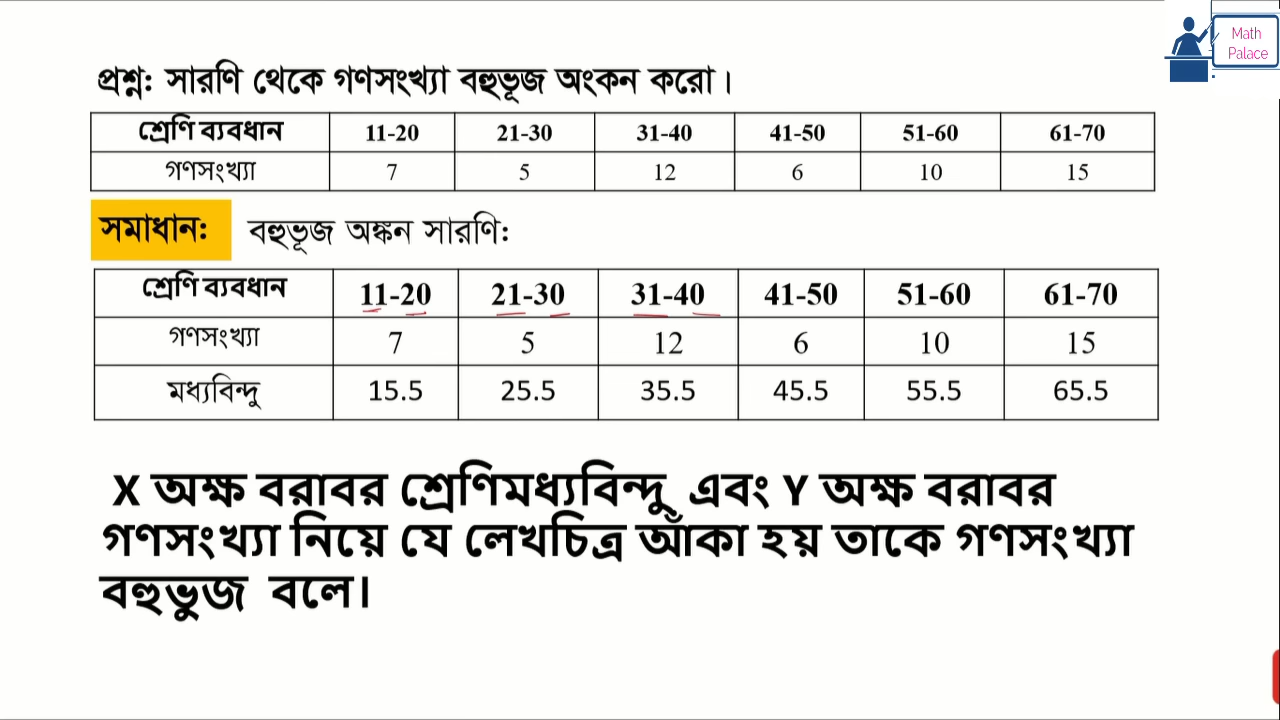 Math
Palace
প্রশ্ন: সারণি থেকে গণসংখ্যা বহুভূজ অংকন করো।
শ্রেণি ব্যবধান 11-20 21-30 31-40 41-50 51-60 61-70
গণসংখ্যা 7 5 12 6 10 15
সমাধান: বহুভূজ অঙ্কন সারণি:
শ্রেণি ব্যবধান 11-20 21-30 31-40 41-50 51-60 61-70
গণসংখ্যা 7 5 12 6 10 15
মধ্যবিন্দু 15.5 25.5 35.5 45.5 55.5 65.5
X অক্ষ বরাবর শ্রেণিমধ্যবিন্দু এবং Y অক্ষ বরাবর
গণসংখ্যা নিয়ে যে লেখচিত্র আঁকা হয় তাকে গণসংখ্যা
বহুভুজ বলে।